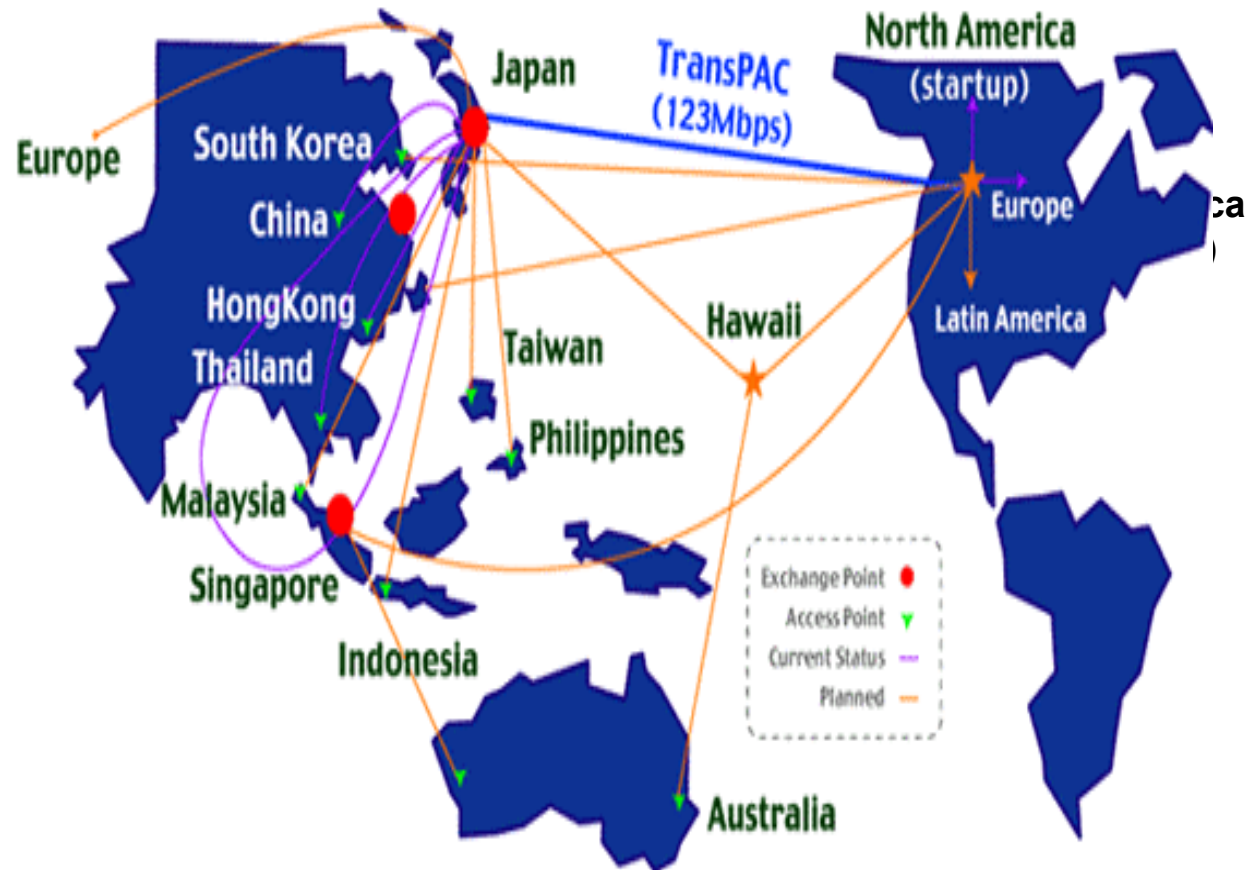 North America
(startup)
Japan
TransPAC
(123Mbps)
Europe
South Korea
China
Europe
ca
)
HongKong
Hawaii
Latin America
Thailand
Taiwan
Philippines
Malaysia
Singapore
Exchange Point
Access Point
Current Status
Planned
Indonesia
Australia